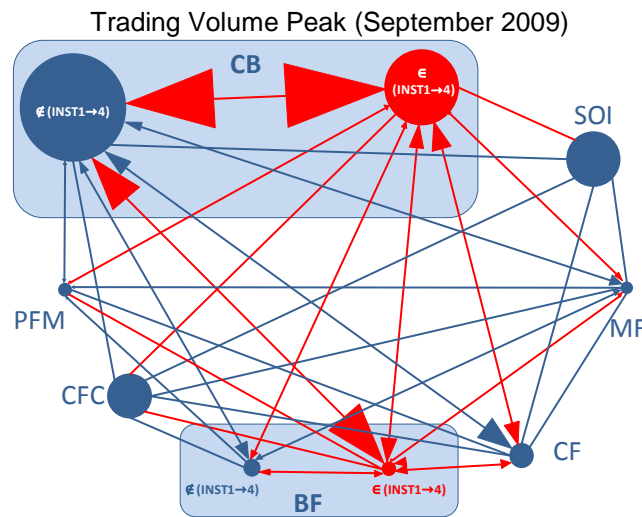 Trading Volume Peak (September 2009)
CB
∈
(INST1→4)
∉(INST1→4)
SOI
PFM
MF
CFC
CF
∉(INST1→4)
∈(INST1→4)
BF